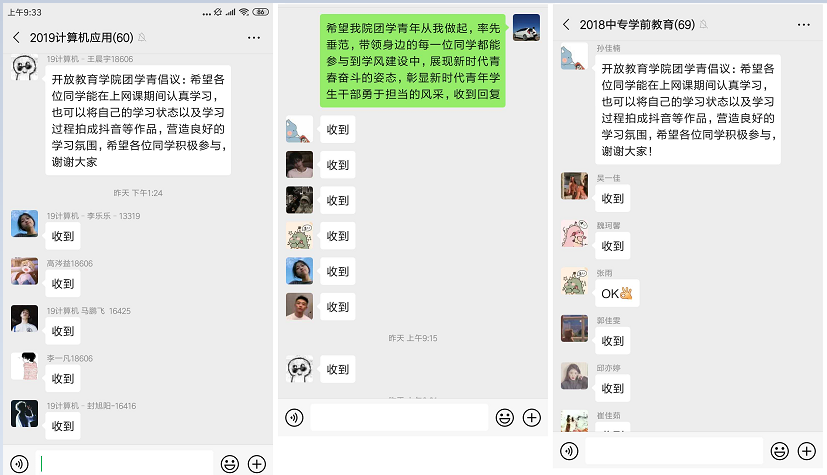 上午9:33
86
2019计算机应用(60)
19计算机 - 王晨宇18606
开放教育学院团学青倡议：希望各
位同学能在上网课期间认真学习，
也可以将自己的学习状态以及学习
过程拍成抖音等作品，营造良好的
学习氛围，希望各位同学积极参与，
谢谢大家
昨天 下午1:24
19计算机 - 李乐乐 - 13319
收到
高涔益18606
收到
19计算机 马鹏飞 16425
收到
李一凡18606
收到
19计算机 - 封旭阳-16416
收到
希望我院团学青年从我做起，率先
垂范，带领身边的每一位同学都能
参与到学风建设中，展现新时代青
春奋斗的姿态，彰显新时代青年学
生干部勇于担当的风采，收到回复
收到
收到
收到
收到
收到
收到
昨天 上午9:15
收到
2018中专学前教育(69)
孙佳楠
开放教育学院团学青倡议：希望各
位同学能在上网课期间认真学习，
也可以将自己的学习状态以及学习
过程拍成抖音等作品，营造良好的
学习氛围，希望各位同学积极参与，
谢谢大家！
吴一佳
收到
魏珂馨
收到
张雨
OK
郭佳雯
收到
邱亦婷
收到
崔佳茹